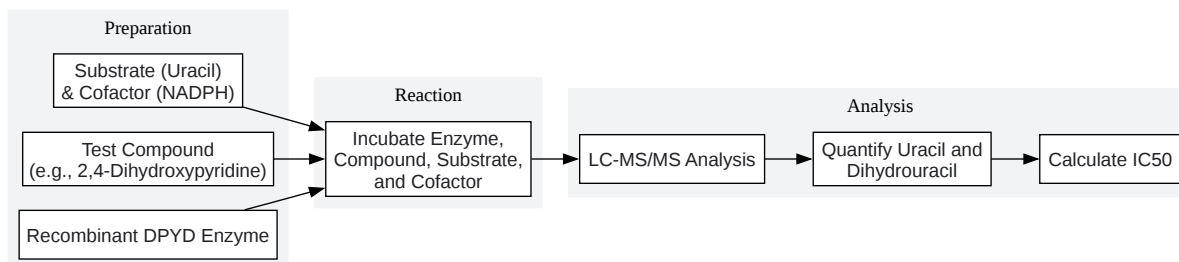 Preparation
Substrate (Uracil)
& Cofactor (NADPH)
Test Compound
(e.g., 2,4-Dihydroxypyridine)
Recombinant DPYD Enzyme
Reaction
Incubate Enzyme,
Compound, Substrate,
and Cofactor
Analysis
LC-MS/MS Analysis
Quantify Uracil and
Dihydrouracil
Calculate IC50